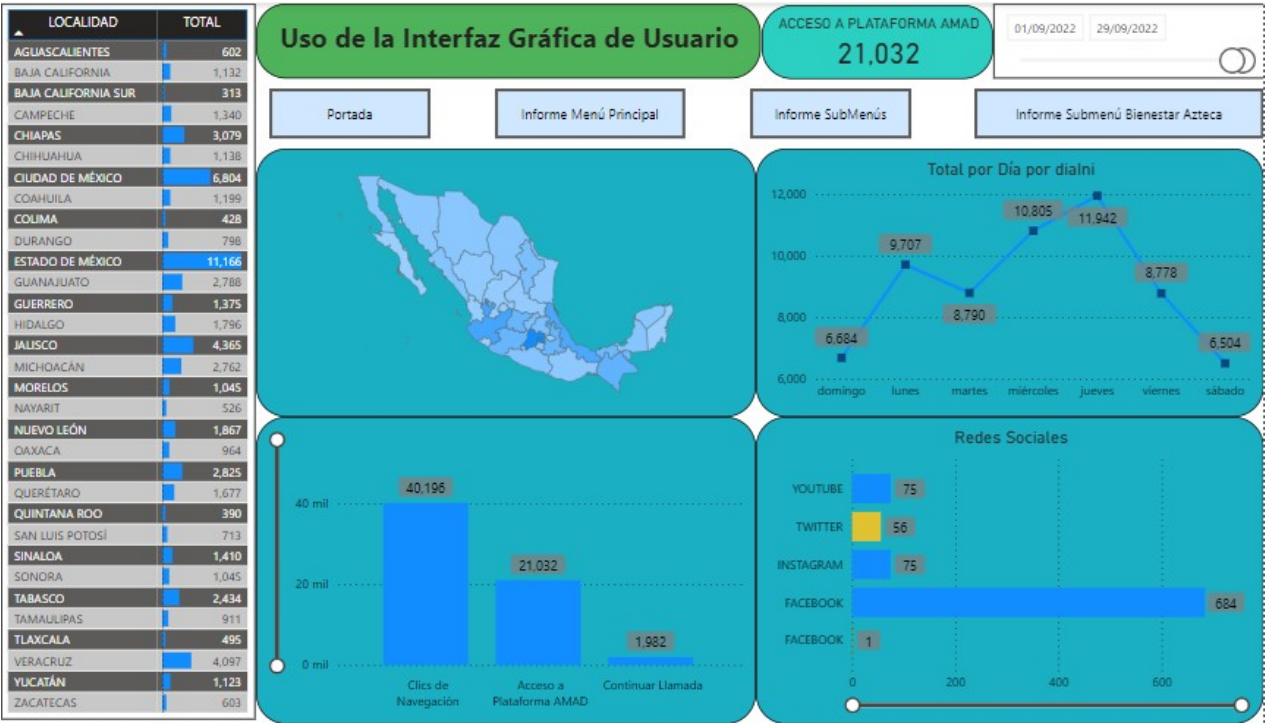 LOCALIDAD TOTAL
AGUASCALIENTES 602
BAJA CALIFORNIA 1,132
BAJA CALIFORNIA SUR 313
CAMPECHE 1,340
CHIAPAS 3,079
CHIHUAHUA 1,138
CIUDAD DE MÉXICO 6,804
COAHUILA 1,199
COLIMA 428
DURANGO 798
ESTADO DE MÉXICO 11,166
GUANAJUATO 2,788
GUERRERO 1,375
HIDALGO 1,796
JALISCO 4,365
MICHOACÁN 2,762
MORELOS 1,045
NAYARIT 526
NUEVO LEÓN 1,867
OAXACA 964
PUEBLA 2,825
QUERÉTARO 1,677
QUINTANA ROO 390
SAN LUIS POTOSÍ 713
SINALOA 1,410
SONORA 1,045
TABASCO 2,434
TAMAULIPAS 911
TLAXCALA 495
VERACRUZ 4,097
YUCATÁN 1,123
ZACATECAS 603
Uso de la Interfaz Gráfica de Usuario
ACCESO A PLATAFORMA AMAD
21,032
01/09/2022 29/09/2022
Portada
Informe Menú Principal
Informe SubMenús
Informe Submenú Bienestar Azteca
Total por Día por diaIni
12,000
10,000
8,000
6,000
6,684
9,707
8,790
10,805
11,942
8,778
6,504
domingo lunes martes miércoles jueves viernes sábado
40 mil
20 mil
0 mil
40,196
21,032
1,982
Clics de
Navegación
Acceso a
Plataforma AMAD
Continuar Llamada
Redes Sociales
YOUTUBE 75
TWITTER 56
INSTAGRAM 75
FACEBOOK 684
FACEBOOK 1
0 200 400 600